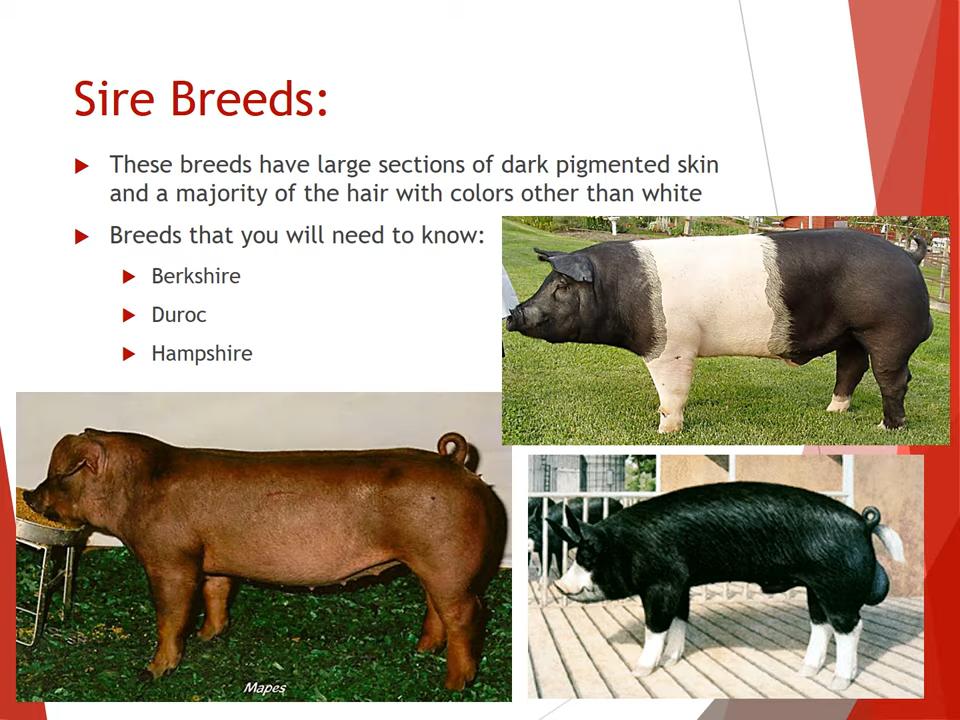 Sire Breeds:
These breeds have large sections of dark pigmented skin
and a majority of the hair with colors other than white
Breeds that you will need to know:
Berkshire
Duroc
Hampshire
Mapes